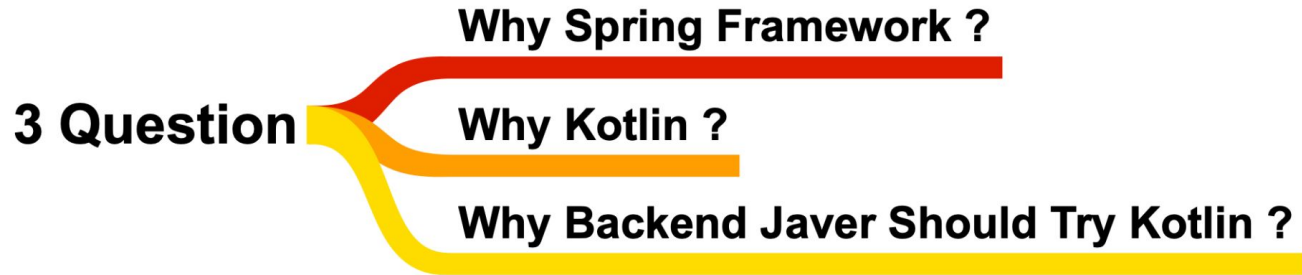 3 Question
Why Spring Framework ?
Why Kotlin ?
Why Backend Javer Should Try Kotlin ?